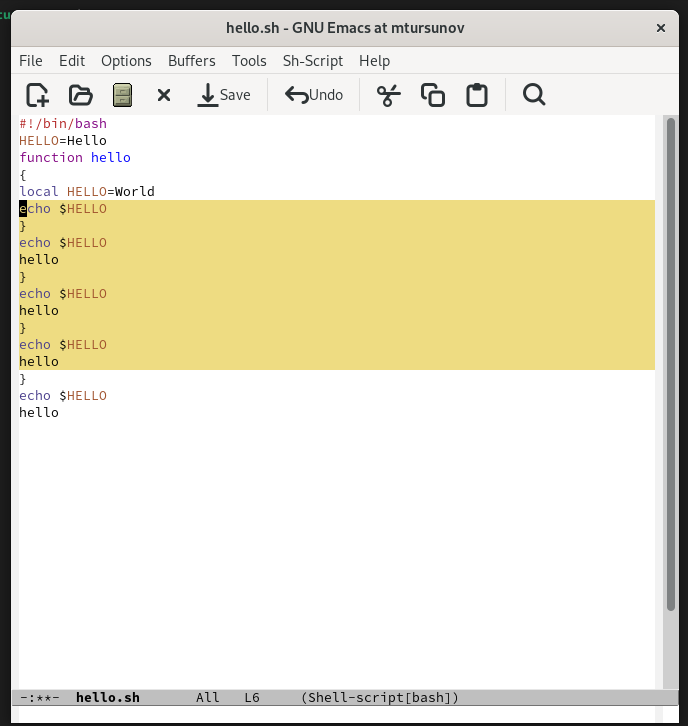 tu
hello.sh - GNU Emacs at mtursunov
File Edit Options Buffers Tools Sh-Script Help
Save Undo
#!/bin/bash
HELLO=Hello
function hello
{
local HELLO=World
echo $HELLO
}
echo $HELLO
hello
}
echo $HELLO
hello
}
echo $HELLO
hello
}
echo $HELLO
hello
-:**- hello.sh All L6 (Shell-script[bash])